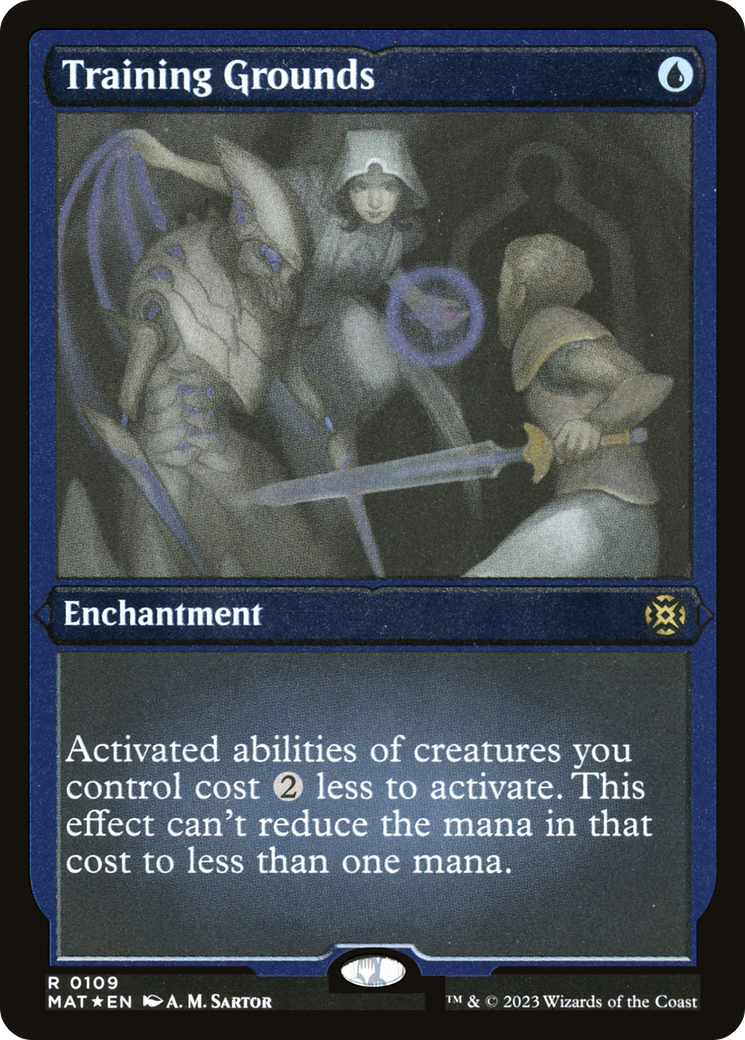 Training Grounds
Enchantment
Activated abilities of creatures you
control cost 2 less to activate. This
effect can't reduce the mana in that
cost to less than one mana.
R 0109
MAT★EN A. M. Sartor
™ & © 2023 Wizards of the Coast